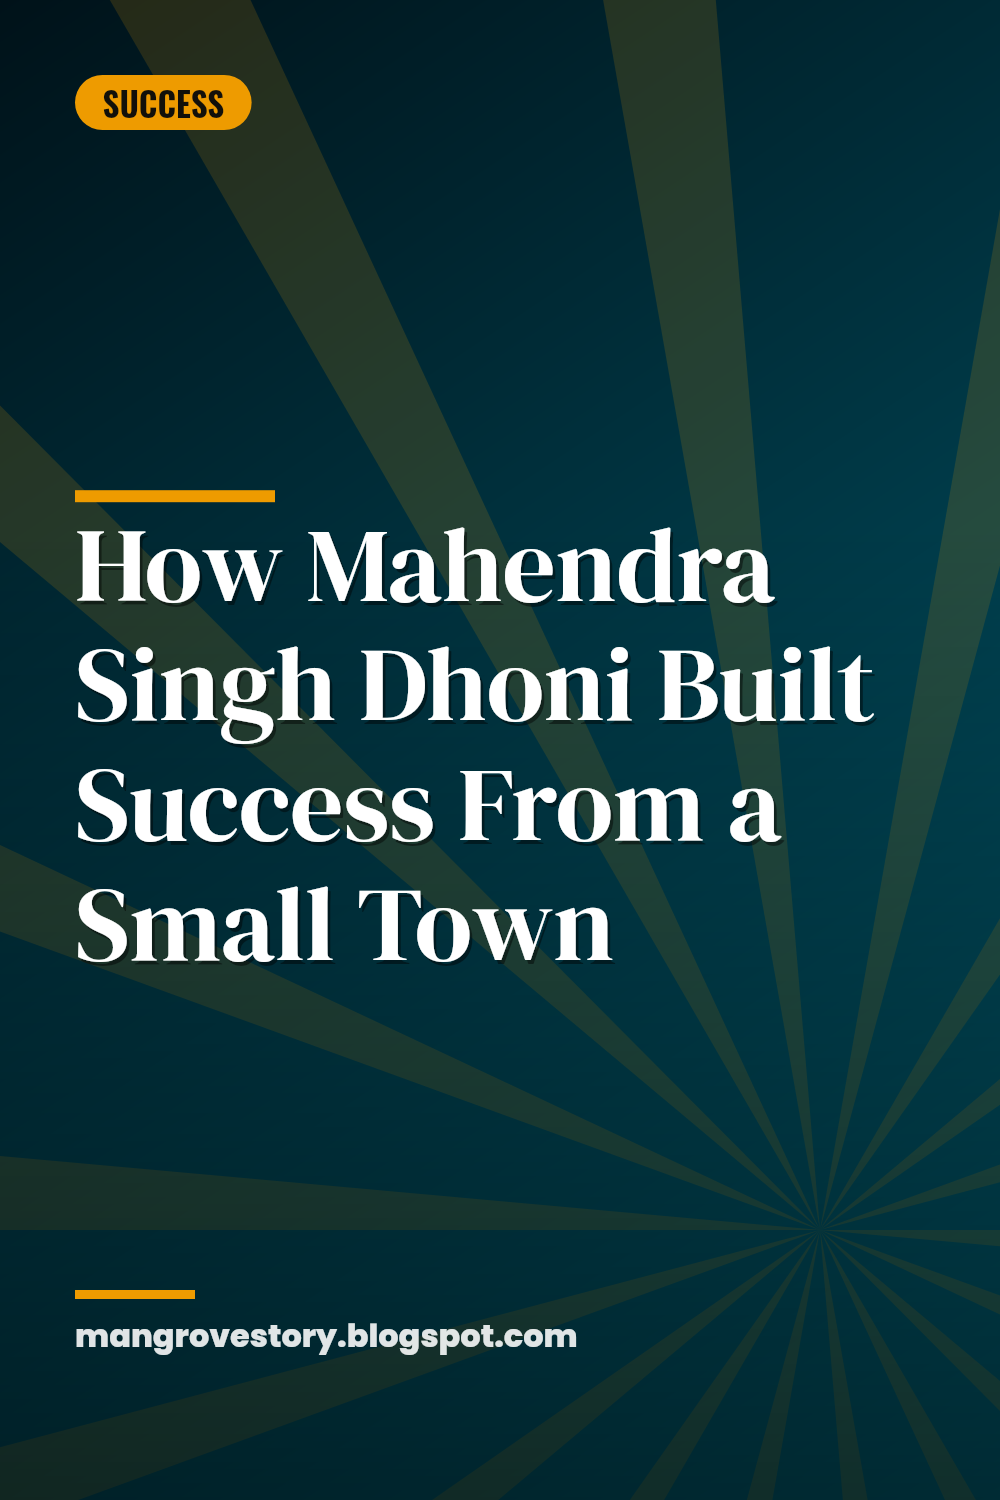 SUCCESS
How Mahendra
Singh Dhoni Built
Success From a
Small Town
mangrovestory.blogspot.com